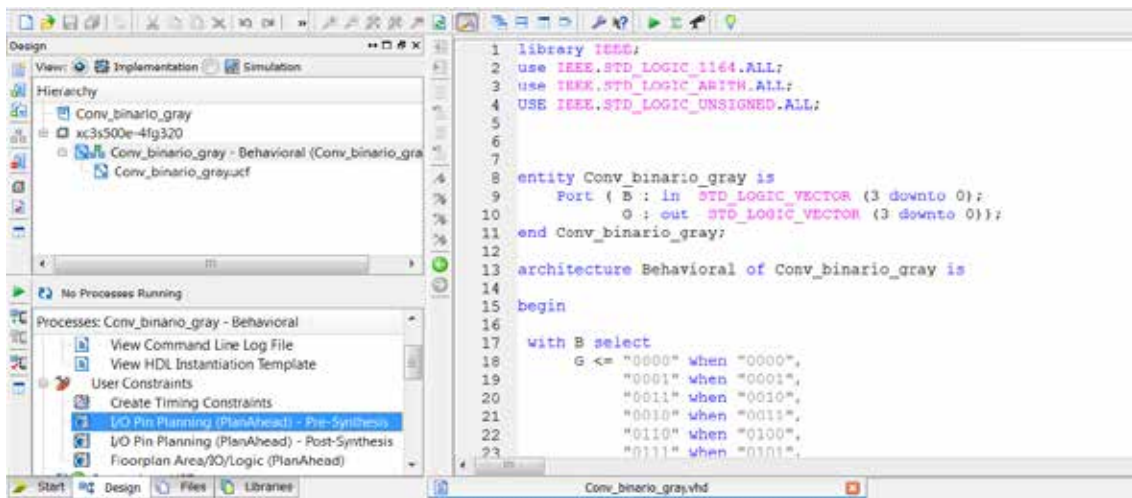 Design
View: Implementation Simulation
Hierarchy
Conv_binario_gray
xc3s500e-4fg320
Conv_binario_gray - Behavioral (Conv_binario_gra
Conv_binario_gray.ucf
No Processes Running
Processes: Conv_binario_gray - Behavioral
View Command Line Log File
View HDL Instantiation Template
User Constraints
Create Timing Constraints
I/O Pin Planning (PlanAhead) - Pre-Synthesis
I/O Pin Planning (PlanAhead) - Post-Synthesis
Floorplan Area/IO/Logic (PlanAhead)
Start Design Files Libraries
1 library IEEE;
2 use IEEE.STD_LOGIC_1164.ALL;
3 use IEEE.STD_LOGIC_ARITH.ALL;
4 USE IEEE.STD_LOGIC_UNSIGNED.ALL;
5
6
7
8 entity Conv_binario_gray is
9 Port ( B : in STD_LOGIC_VECTOR (3 downto 0);
10 G : out STD_LOGIC_VECTOR (3 downto 0));
11 end Conv_binario_gray;
12
13 architecture Behavioral of Conv_binario_gray is
14
15 begin
16
17 with B select
18 G <= "0000" when "0000",
19 "0001" when "0001",
20 "0011" when "0010",
21 "0010" when "0011",
22 "0110" when "0100",
23 "0111" when "0101",
Conv_binario_gray.vhd